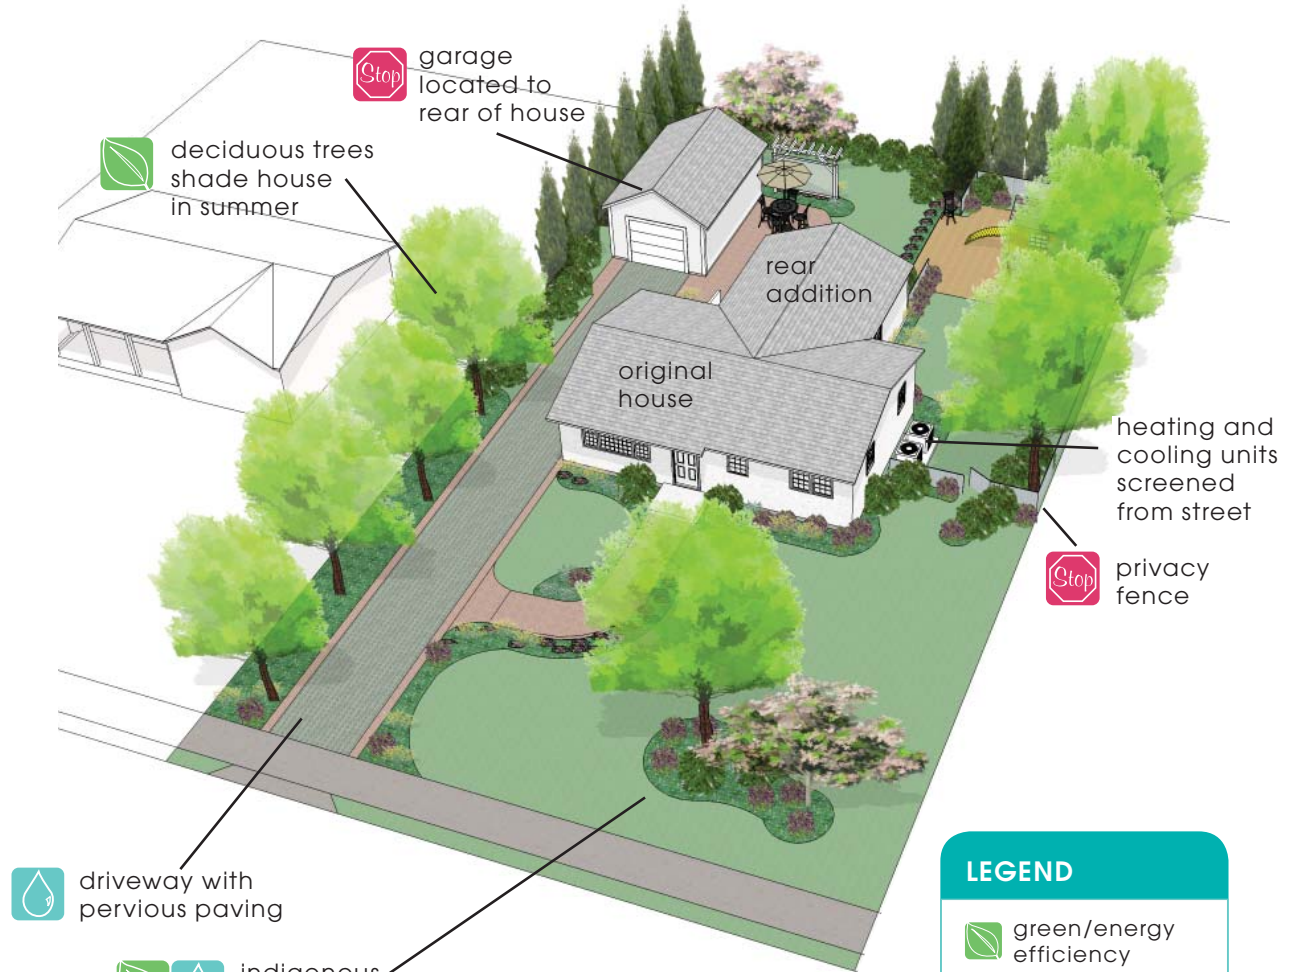 Stop
garage
located to
rear of house
deciduous trees
shade house
in summer
rear
addition
original
house
heating and
cooling units
screened
from street
Stop
privacy
fence
driveway with
pervious paving
indigenous
LEGEND
green/energy
efficiency